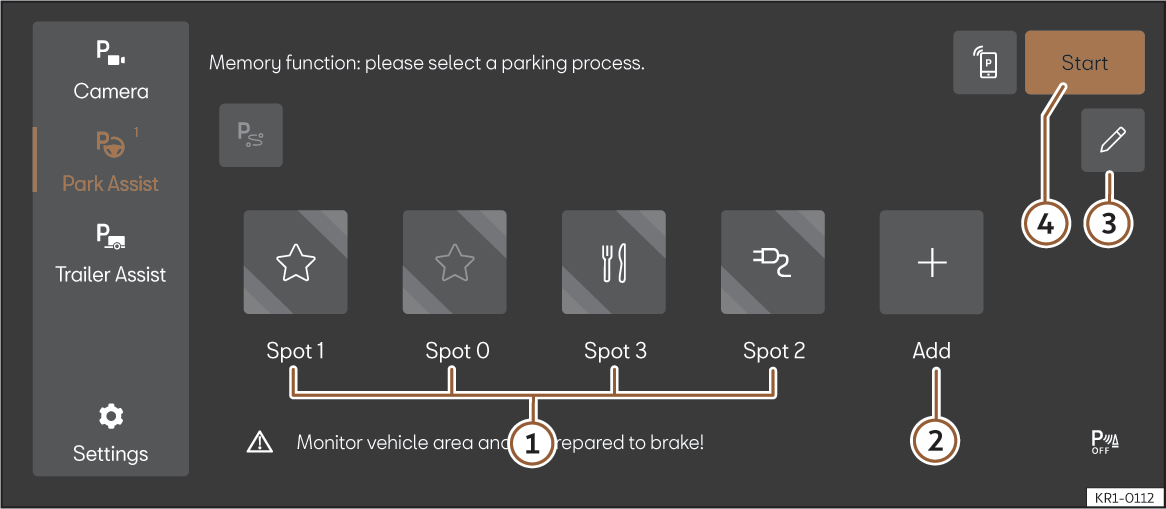 P
Camera
P 1
Park Assist
P
Trailer Assist
Settings
Memory function: please select a parking process.
P
Start
P
4
3
Spot 1
Spot 0
Spot 3
Spot 2
Add
Monitor vehicle area and repared to brake!
1
2
P
OFF
KR1-0112